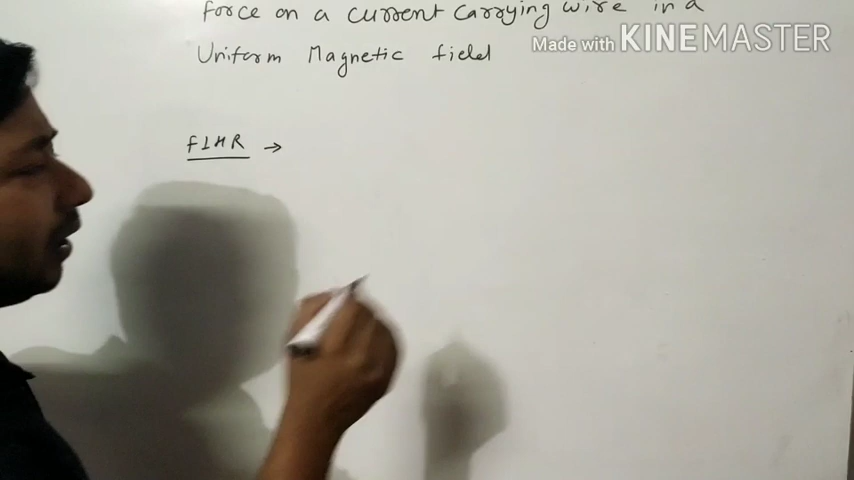 force on a current carrying wire in a
Made with KINEMASTER
Uniform Magnetic field
FLHR →